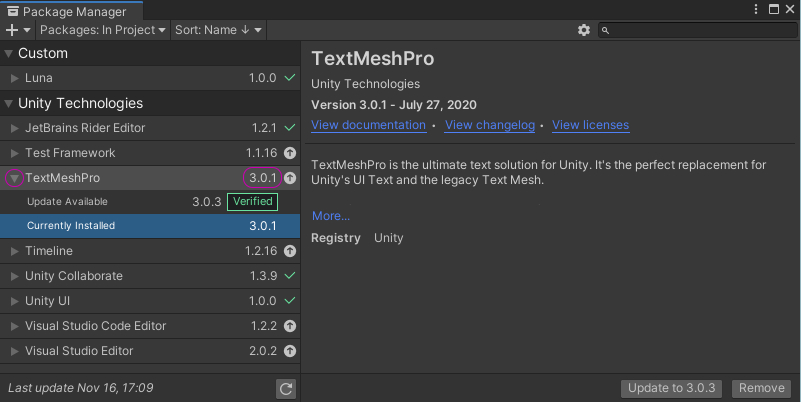 Package Manager
Packages: In Project Sort: Name ↓
Custom
Luna 1.0.0
Unity Technologies
JetBrains Rider Editor 1.2.1
Test Framework 1.1.16
TextMeshPro 3.0.1
Update Available 3.0.3 Verified
Currently Installed 3.0.1
Timeline 1.2.16
Unity Collaborate 1.3.9
Unity UI 1.0.0
Visual Studio Code Editor 1.2.2
Visual Studio Editor 2.0.2
Last update Nov 16, 17:09
TextMeshPro
Unity Technologies
Version 3.0.1 - July 27, 2020
View documentation • View changelog • View licenses
TextMeshPro is the ultimate text solution for Unity. It's the perfect replacement for
Unity's UI Text and the legacy Text Mesh.
More...
Registry Unity
Update to 3.0.3 Remove